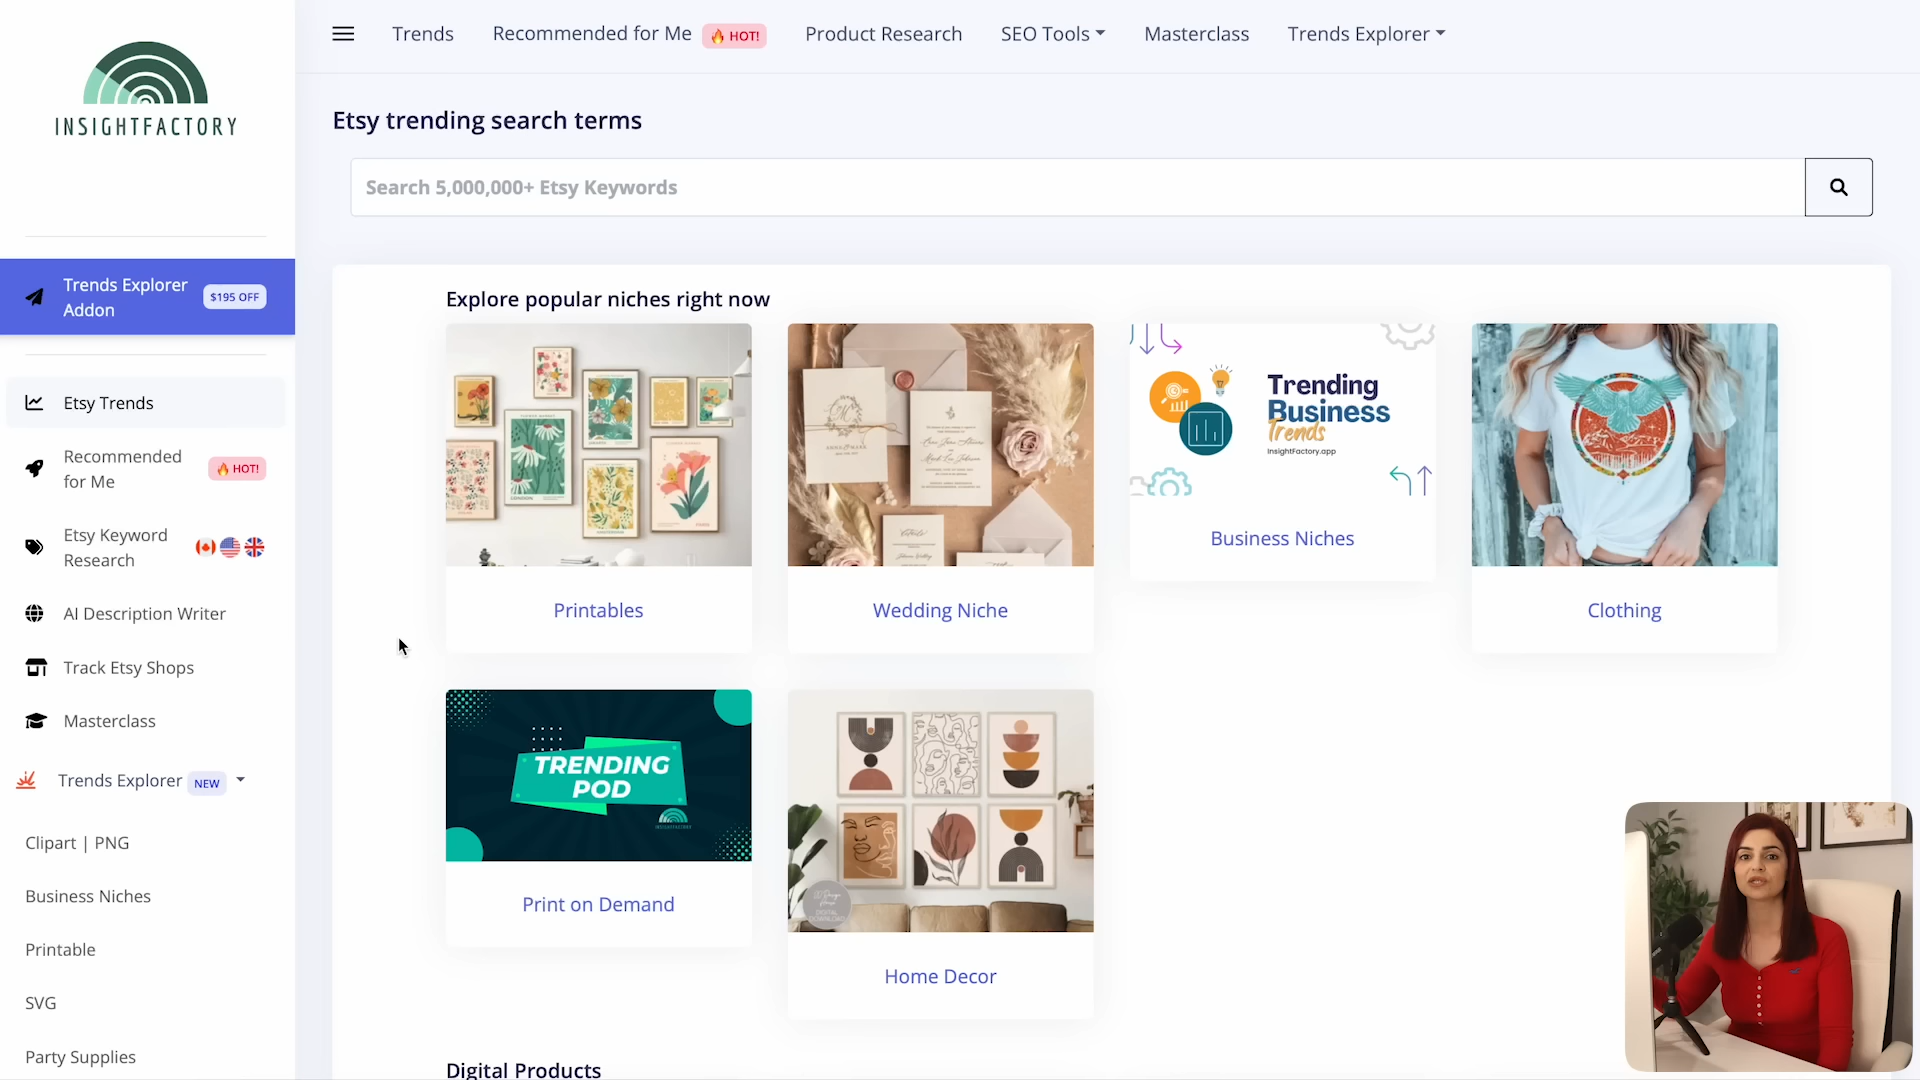 INSIGHTFACTORY
Trends
Recommended for Me
HOT!
Product Research
SEO Tools
Masterclass
Trends Explorer
Etsy trending search terms
Search 5,000,000+ Etsy Keywords
Trends Explorer
Addon
$195 OFF
Etsy Trends
Recommended
for Me
HOT!
Etsy Keyword
Research
AI Description Writer
Track Etsy Shops
Masterclass
Trends Explorer
NEW
Clipart | PNG
Business Niches
Printable
SVG
Party Supplies
Explore popular niches right now
Printables
Wedding Niche
Trending
Business
Trends
InsightFactory.app
Business Niches
Clothing
TRENDING
POD
Print on Demand
Home Decor
Digital Products